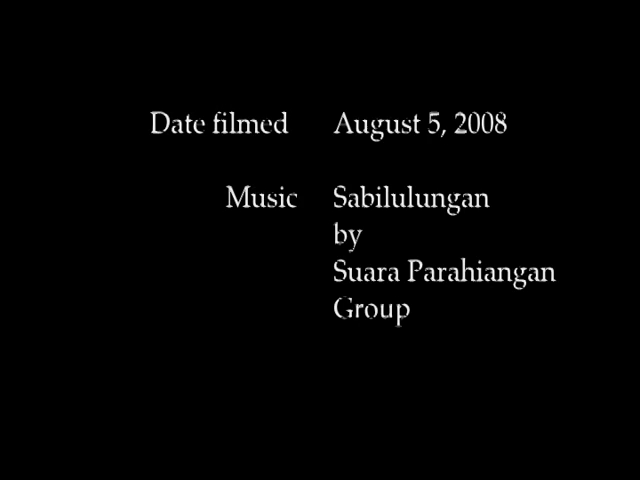 Date filmed August 5, 2008
Music Sabilulungan
by
Suara Parahiangan
Group